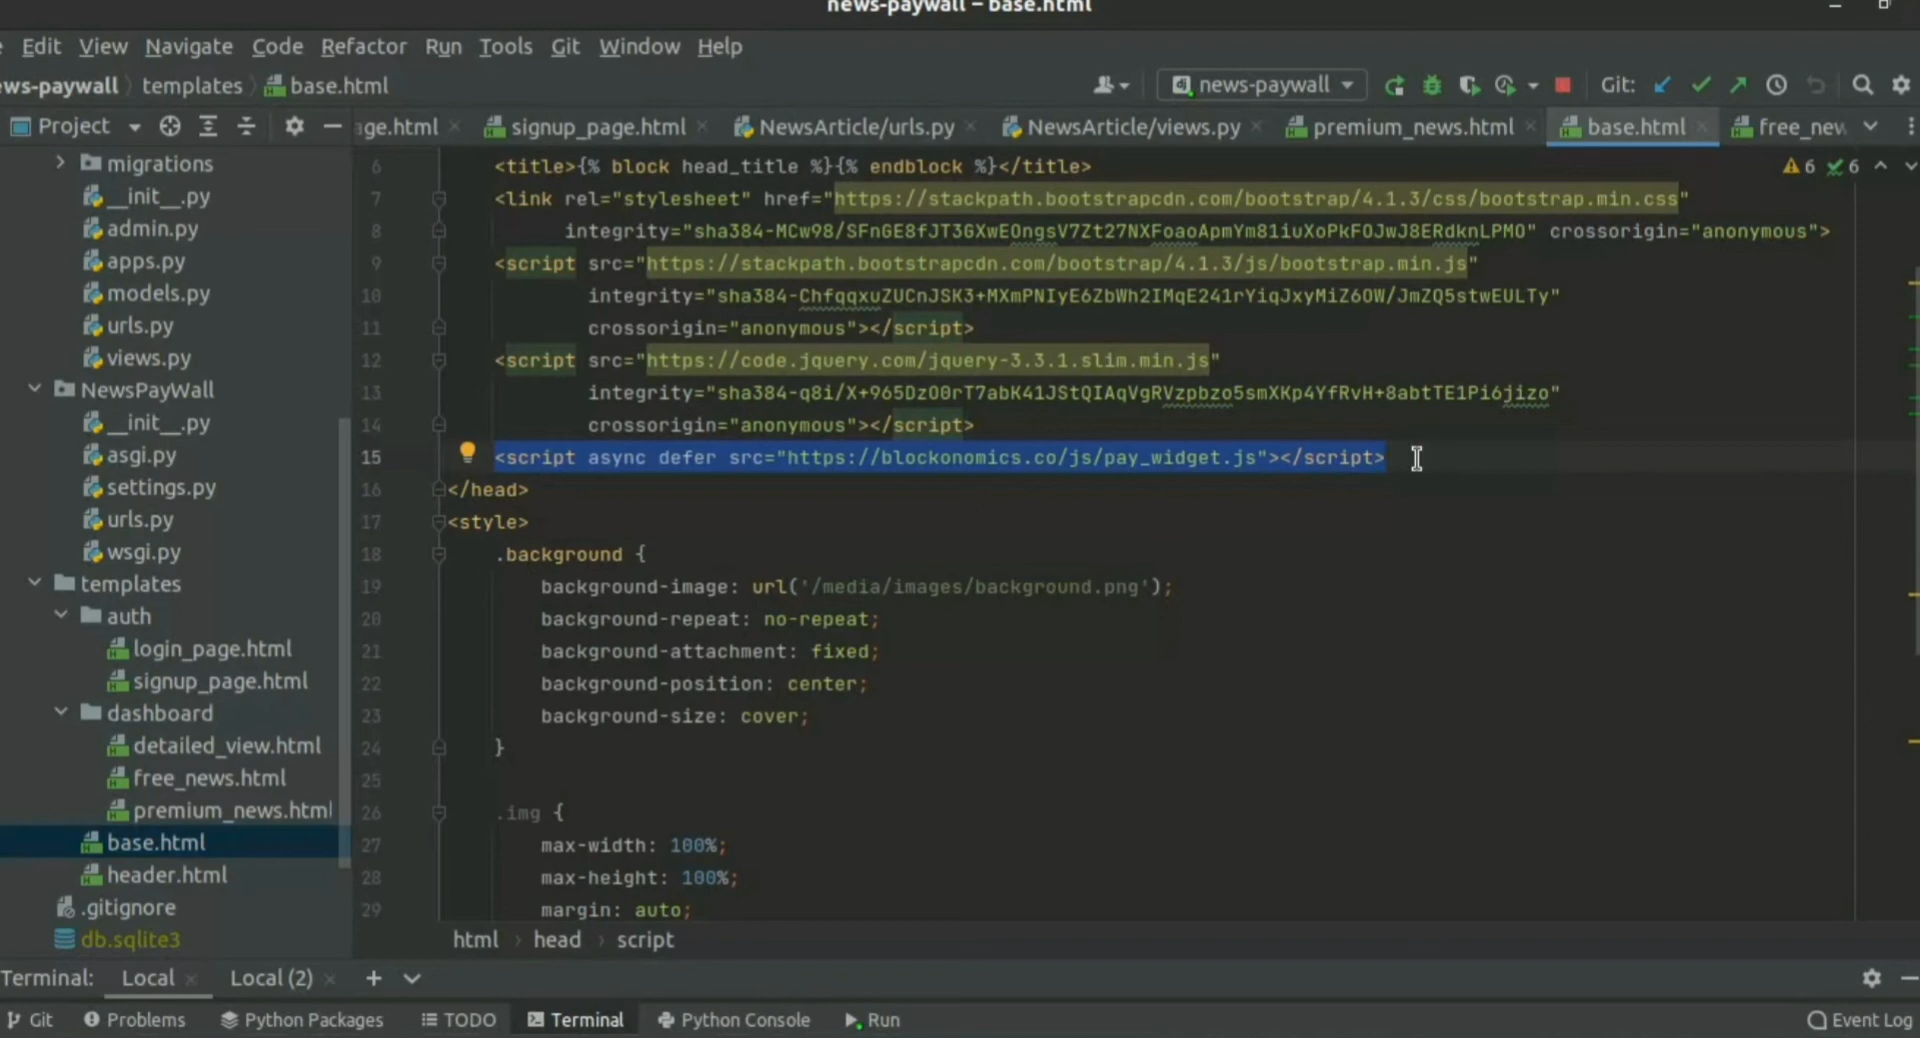 news-paywall – base.html
Edit View Navigate Code Refactor Run Tools Git Window Help
ws-paywall templates base.html
news-paywall Git:
Project
age.html signup_page.html NewsArticle/urls.py NewsArticle/views.py premium_news.html base.html free_new
migrations
__init__.py
admin.py
apps.py
models.py
urls.py
views.py
NewsPayWall
__init__.py
asgi.py
settings.py
urls.py
wsgi.py
templates
auth
login_page.html
signup_page.html
dashboard
detailed_view.html
free_news.html
premium_news.html
base.html
header.html
.gitignore
db.sqlite3
6 <title>{% block head_title %}{% endblock %}</title>
6 6
7 <link rel="stylesheet" href="https://stackpath.bootstrapcdn.com/bootstrap/4.1.3/css/bootstrap.min.css"
8 integrity="sha384-MCw98/SFnGE8fJT3GXwEOngsV7Zt27NXFoaoApmYm81iuXoPkFOJwJ8ERdknLPMO" crossorigin="anonymous">
9 <script src="https://stackpath.bootstrapcdn.com/bootstrap/4.1.3/js/bootstrap.min.js"
10 integrity="sha384-ChfqqxuZUCnJSK3+MXmPNIyE6ZbWh2IMqE241rYiqJxyMiZ6OW/JmZQ5stwEULTy"
11 crossorigin="anonymous"></script>
12 <script src="https://code.jquery.com/jquery-3.3.1.slim.min.js"
13 integrity="sha384-q8i/X+965DzO0rT7abK41JStQIAqVgRVzpbzo5smXKp4YfRvH+8abtTE1Pi6jizo"
14 crossorigin="anonymous"></script>
15 <script async defer src="https://blockonomics.co/js/pay_widget.js"></script>
16 </head>
17 <style>
18 .background {
19 background-image: url('/media/images/background.png');
20 background-repeat: no-repeat;
21 background-attachment: fixed;
22 background-position: center;
23 background-size: cover;
24 }
25
26 .img {
27 max-width: 100%;
28 max-height: 100%;
29 margin: auto;
html head script
Terminal: Local Local (2)
Git Problems Python Packages TODO Terminal Python Console Run Event Log